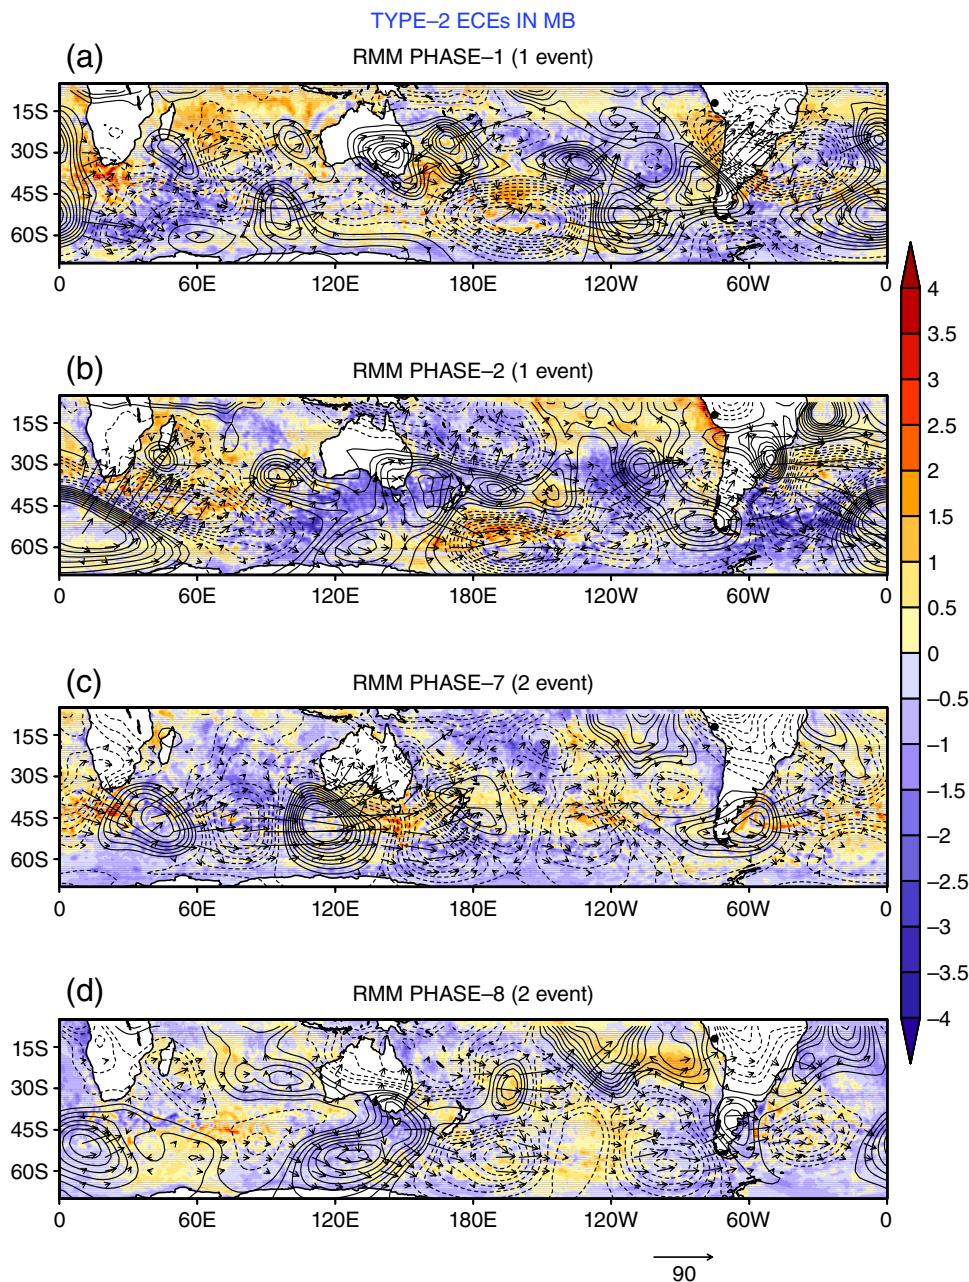 TYPE–2 ECEs IN MB
(a)
RMM PHASE–1 (1 event)
15S
30S
45S
60S
0 60E 120E 180E 120W 60W 0
(b)
RMM PHASE–2 (1 event)
15S
30S
45S
60S
0 60E 120E 180E 120W 60W 0
(c)
RMM PHASE–7 (2 event)
15S
30S
45S
60S
0 60E 120E 180E 120W 60W 0
(d)
RMM PHASE–8 (2 event)
15S
30S
45S
60S
0 60E 120E 180E 120W 60W 0
90
4
3.5
3
2.5
2
1.5
1
0.5
0
–0.5
–1
–1.5
–2
–2.5
–3
–3.5
–4